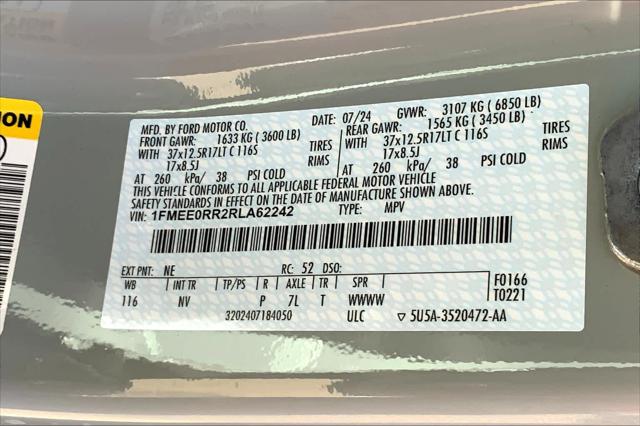 NION
MFD. BY FORD MOTOR CO.
DATE: 07/24 GVWR: 3107 KG (6850 LB)
FRONT GAWR: 1633 KG (3600 LB)
REAR GAWR: 1565 KG (3450 LB)
WITH 37x12.5R17LT C 116S TIRES
WITH 37x12.5R17LT C 116S TIRES
17x8.5J RIMS
17x8.5J RIMS
AT 260 kPa/ 38 PSI COLD
AT 260 kPa/ 38 PSI COLD
THIS VEHICLE CONFORMS TO ALL APPLICABLE FEDERAL MOTOR VEHICLE
SAFETY STANDARDS IN EFFECT ON THE DATE OF MANUFACTURE SHOWN ABOVE.
VIN: 1FMEE0RR2RLA62242 TYPE: MPV
EXT PNT: NE RC: 52 DSO:
WB INT TR TP/PS R AXLE TR SPR F0166
116 NV P 7L T WWWW T0221
3202407184050 ULC 5U5A-3520472-AA